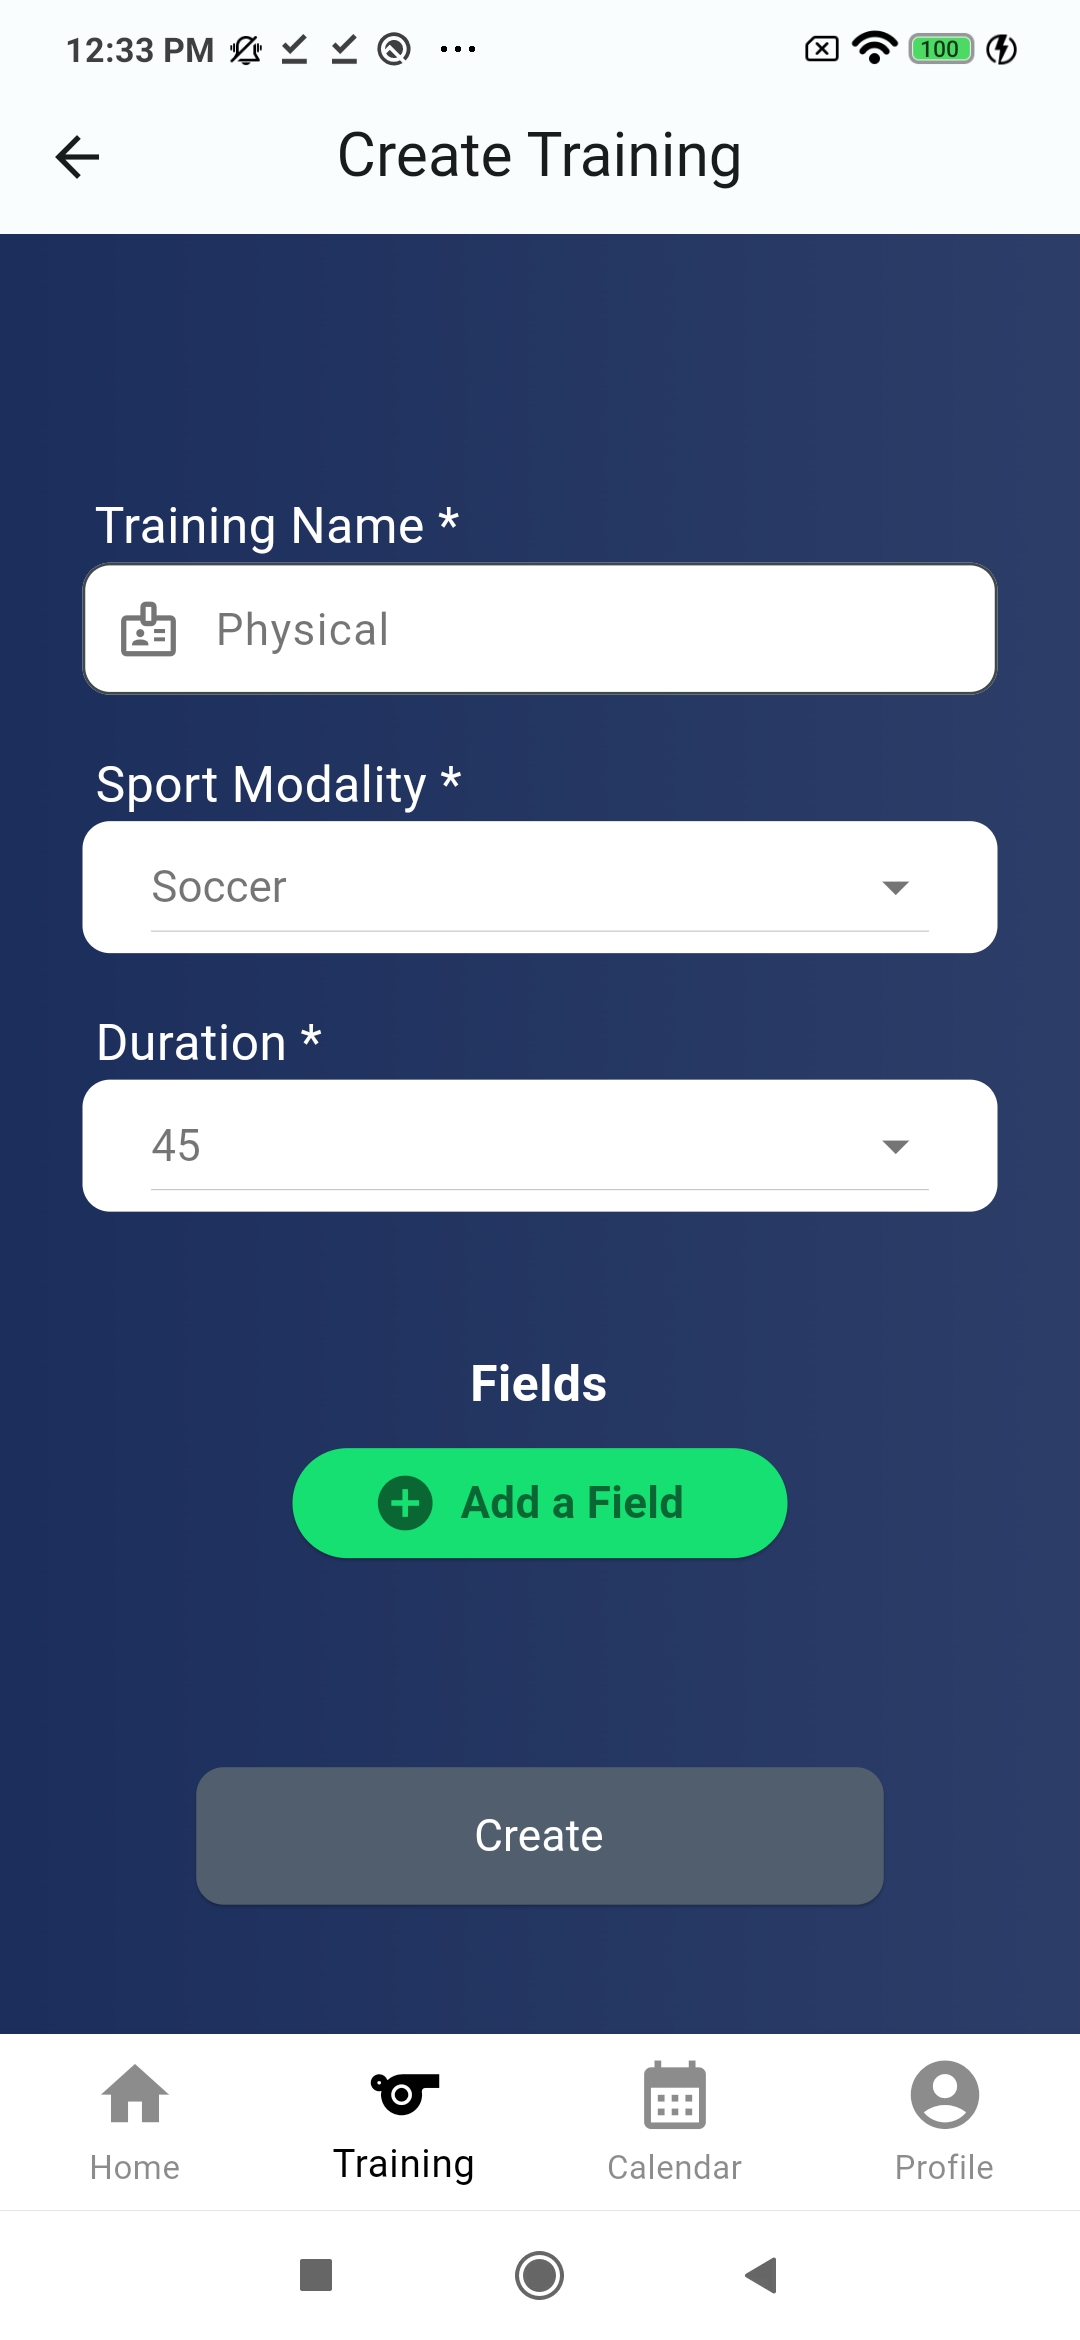 12:33 PM
100
Create Training
Training Name *
Physical
Sport Modality *
Soccer
Duration *
45
Fields
Add a Field
Create
Home
Training
Calendar
Profile